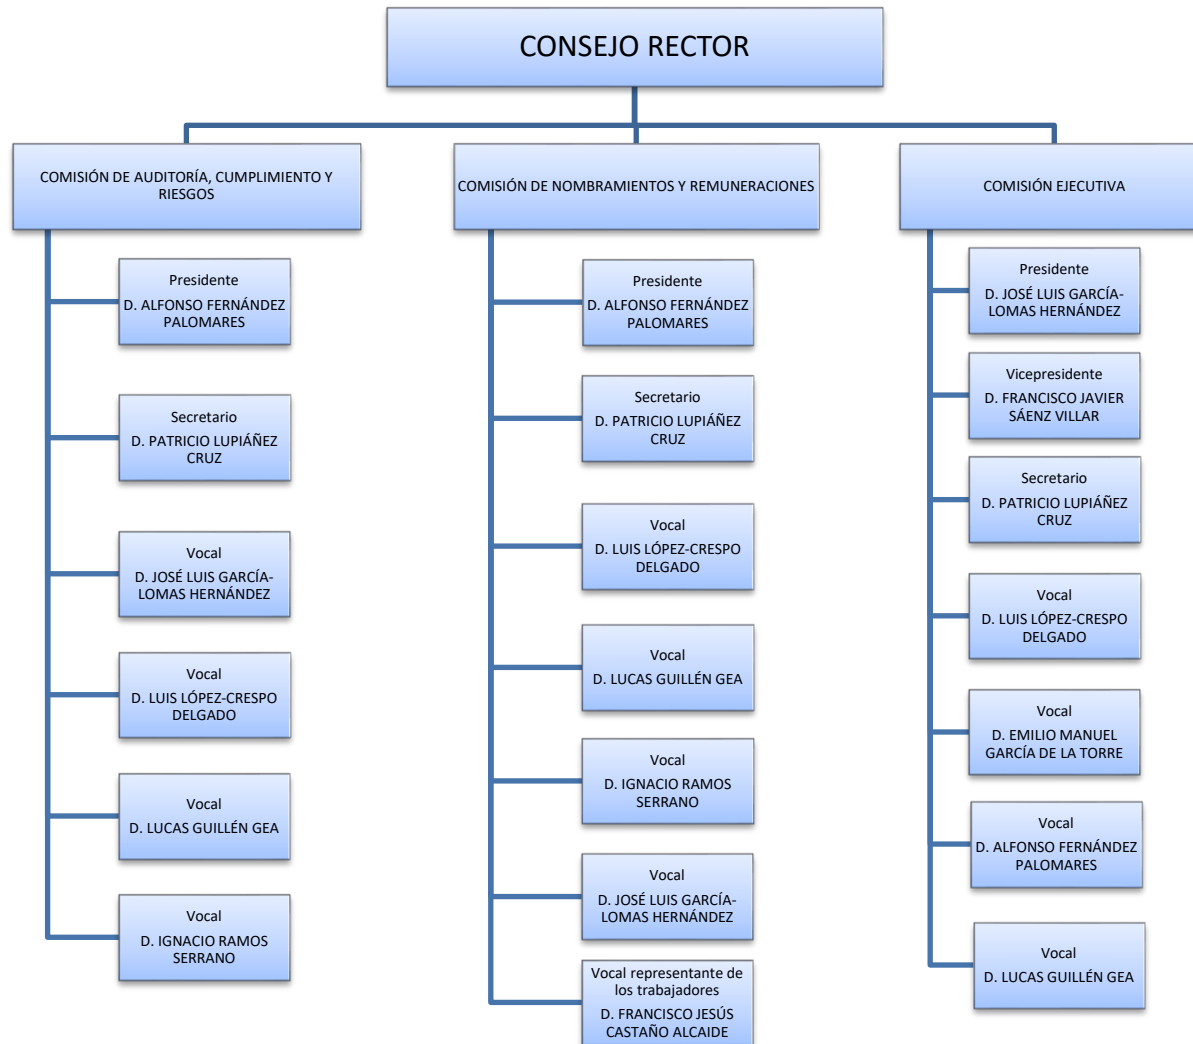 CONSEJO RECTOR
COMISIÓN DE AUDITORÍA, CUMPLIMIENTO Y
RIESGOS
Presidente
D. ALFONSO FERNÁNDEZ
PALOMARES
Secretario
D. PATRICIO LUPIÁÑEZ
CRUZ
Vocal
D. JOSÉ LUIS GARCÍA-
LOMAS HERNÁNDEZ
Vocal
D. LUIS LÓPEZ-CRESPO
DELGADO
Vocal
D. LUCAS GUILLÉN GEA
Vocal
D. IGNACIO RAMOS
SERRANO
COMISIÓN DE NOMBRAMIENTOS Y REMUNERACIONES
Presidente
D. ALFONSO FERNÁNDEZ
PALOMARES
Secretario
D. PATRICIO LUPIÁÑEZ
CRUZ
Vocal
D. LUIS LÓPEZ-CRESPO
DELGADO
Vocal
D. LUCAS GUILLÉN GEA
Vocal
D. IGNACIO RAMOS
SERRANO
Vocal
D. JOSÉ LUIS GARCÍA-
LOMAS HERNÁNDEZ
Vocal representante de
los trabajadores
D. FRANCISCO JESÚS
CASTAÑO ALCAIDE
COMISIÓN EJECUTIVA
Presidente
D. JOSÉ LUIS GARCÍA-
LOMAS HERNÁNDEZ
Vicepresidente
D. FRANCISCO JAVIER
SÁENZ VILLAR
Secretario
D. PATRICIO LUPIÁÑEZ
CRUZ
Vocal
D. LUIS LÓPEZ-CRESPO
DELGADO
Vocal
D. EMILIO MANUEL
GARCÍA DE LA TORRE
Vocal
D. ALFONSO FERNÁNDEZ
PALOMARES
Vocal
D. LUCAS GUILLÉN GEA